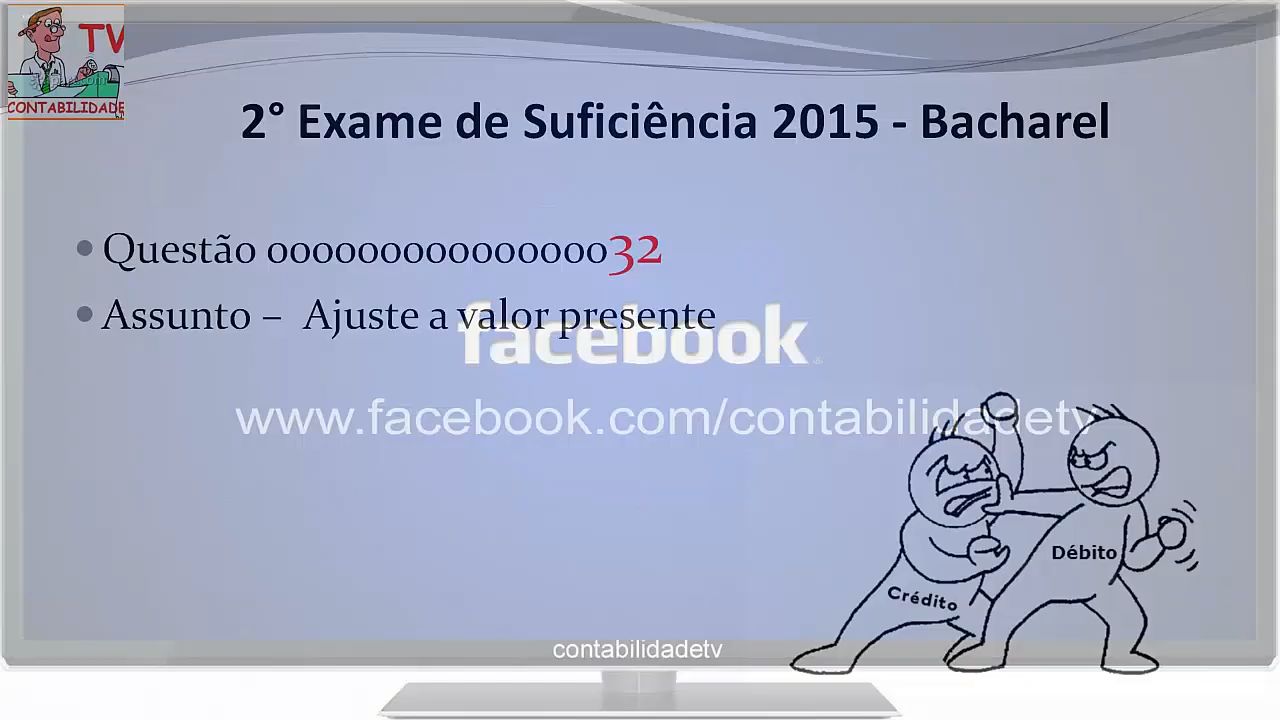 TV
CONTABILIDADE
2° Exame de Suficiência 2015 - Bacharel
• Questão ooooooooooooooo32
• Assunto – Ajuste a valor presente
facebook
www.facebook.com/contabilidadetv
Débito
Crédito
contabilidadetv